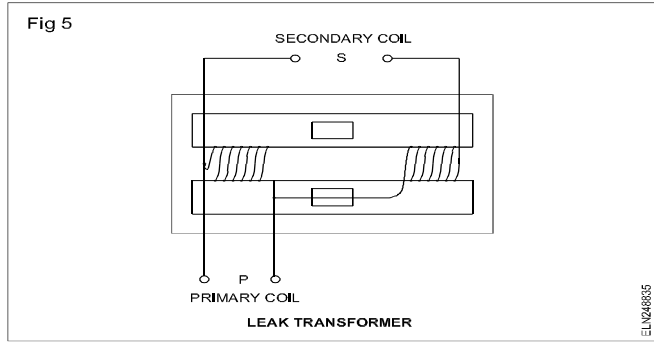 Fig 5
SECONDARY COIL
S
P
PRIMARY COIL
LEAK TRANSFORMER
ELN248835